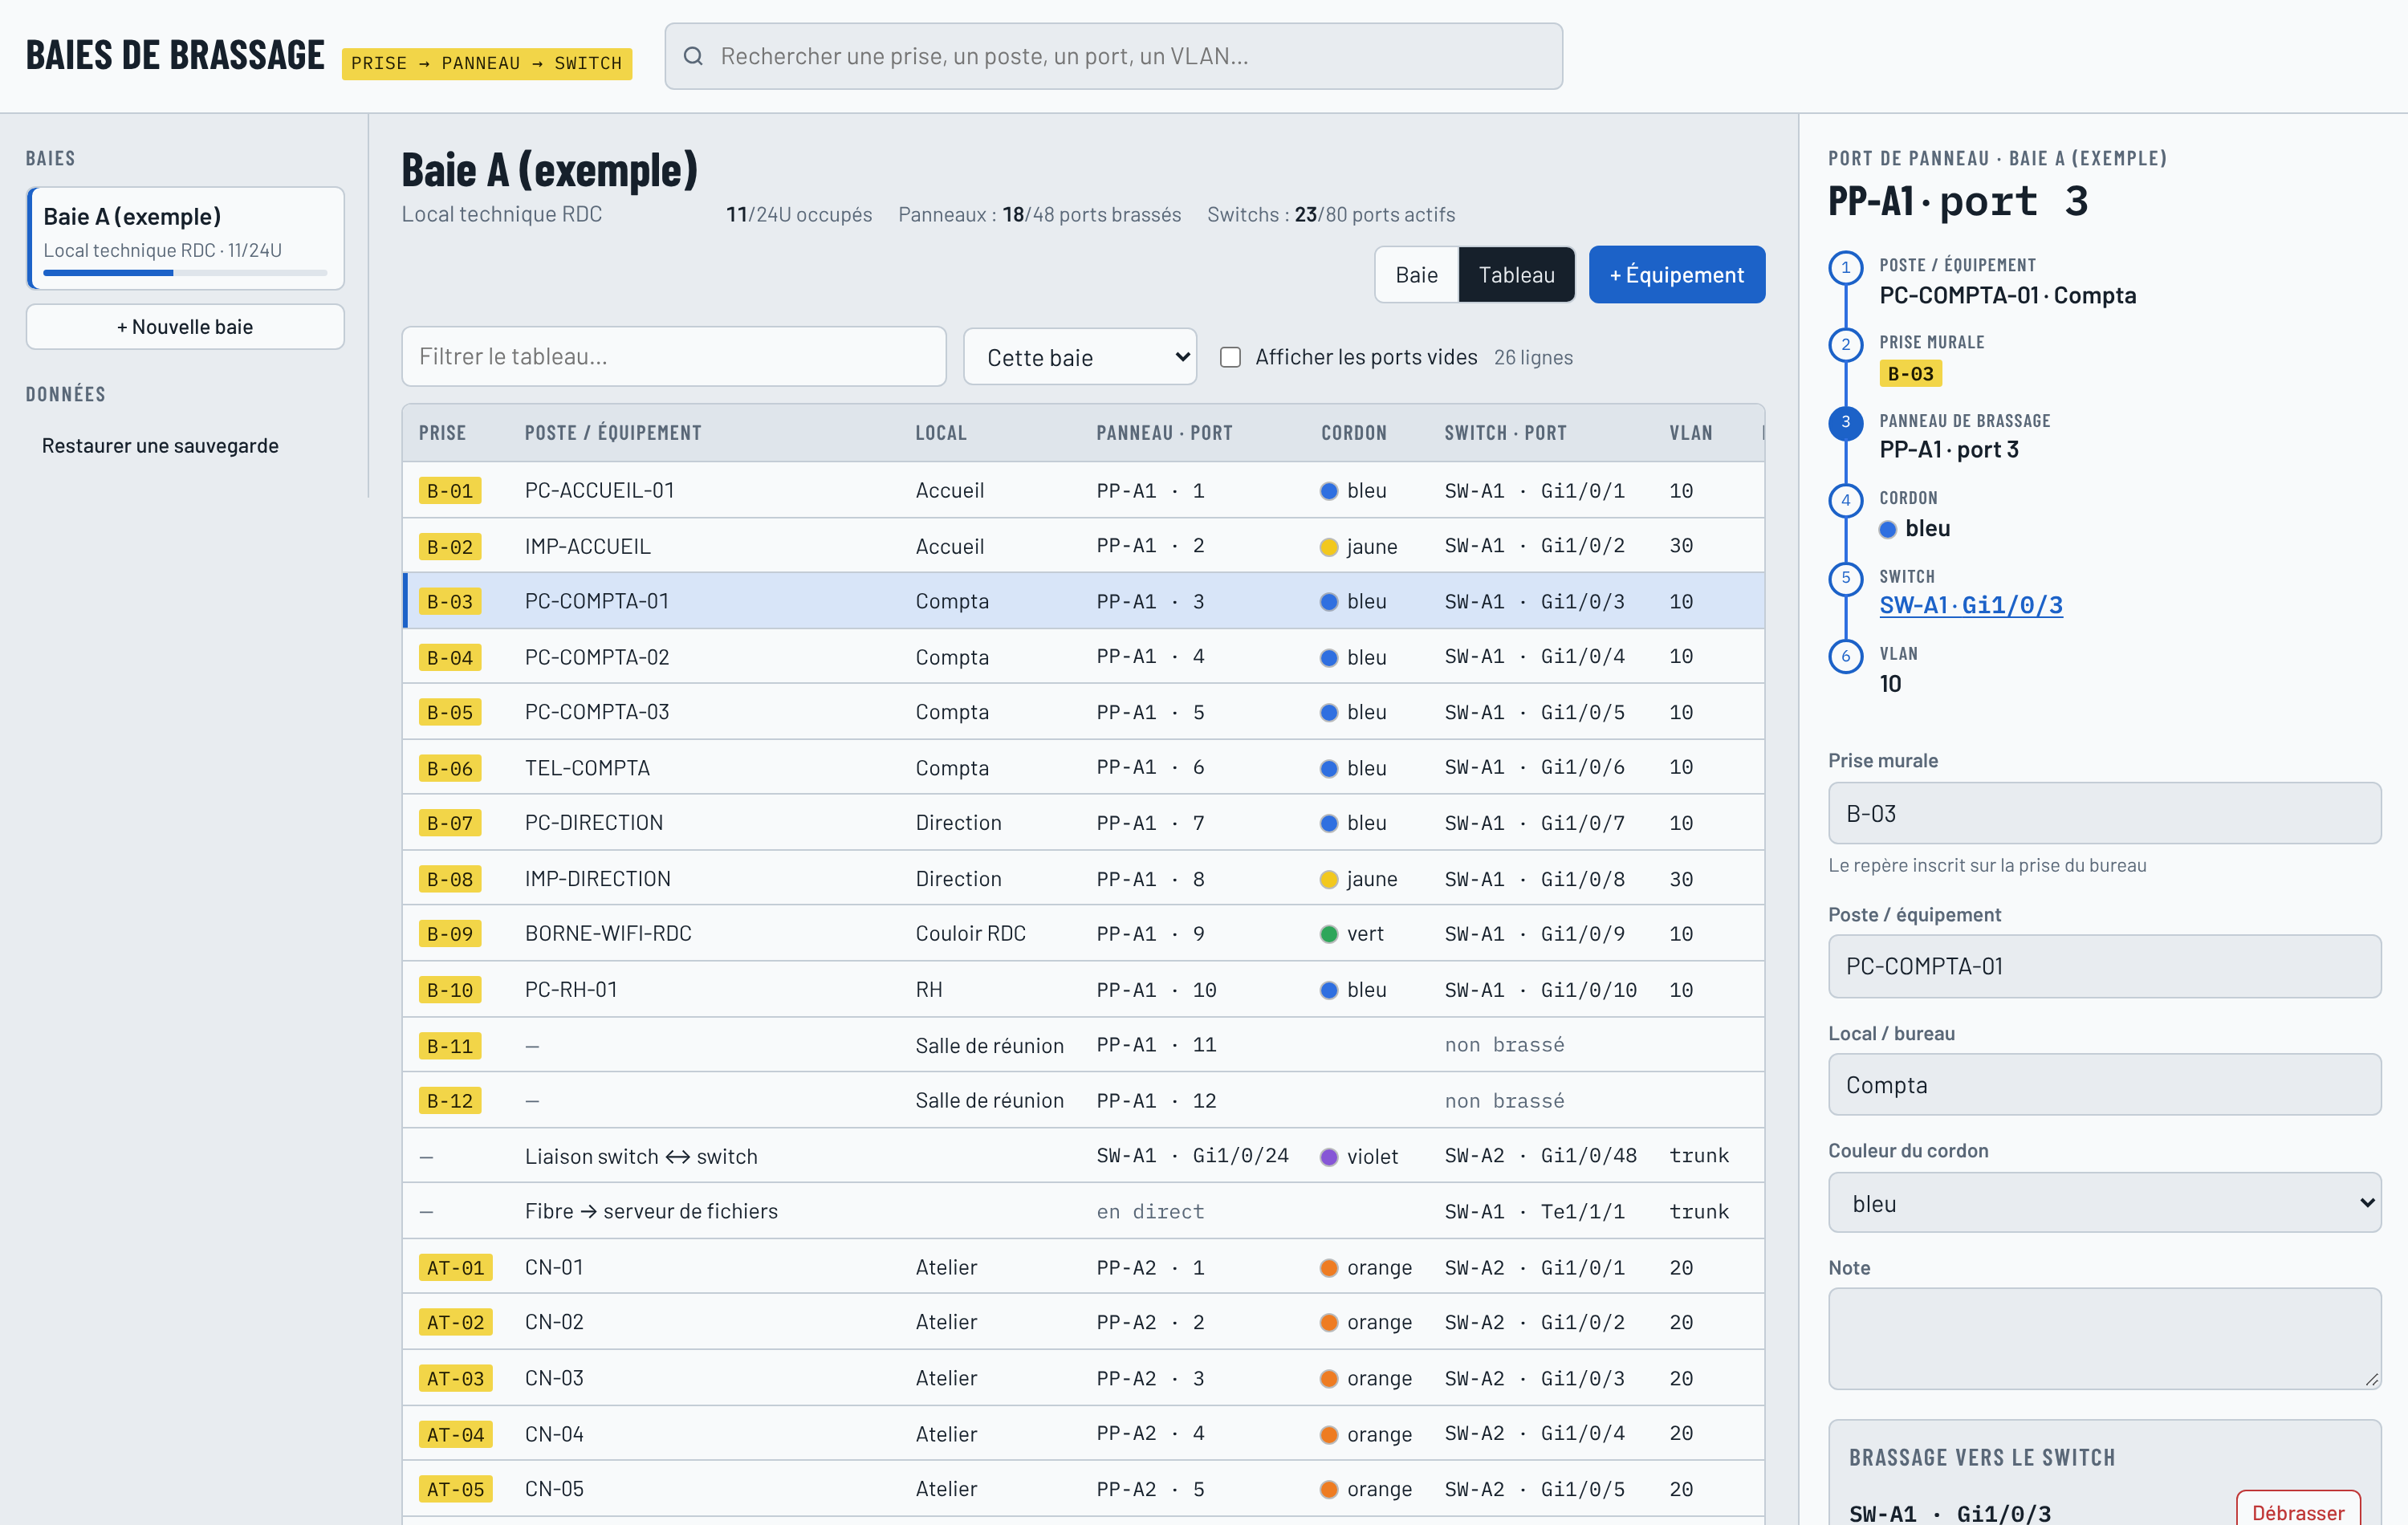 BAIES DE BRASSAGE PRISE → PANNEAU → SWITCH Rechercher une prise, un poste, un port, un VLAN...
BAIES
Baie A (exemple)
Local technique RDC · 11/24U
+ Nouvelle baie
DONNÉES
Restaurer une sauvegarde
Baie A (exemple)
Local technique RDC 11/24U occupés Panneaux : 18/48 ports brassés Switchs : 23/80 ports actifs
Baie Tableau + Équipement
Filtrer le tableau... Cette baie Afficher les ports vides 26 lignes
PRISE POSTE / ÉQUIPEMENT LOCAL PANNEAU · PORT CORDON SWITCH · PORT VLAN
B-01 PC-ACCUEIL-01 Accueil PP-A1 · 1 bleu SW-A1 · Gi1/0/1 10
B-02 IMP-ACCUEIL Accueil PP-A1 · 2 jaune SW-A1 · Gi1/0/2 30
B-03 PC-COMPTA-01 Compta PP-A1 · 3 bleu SW-A1 · Gi1/0/3 10
B-04 PC-COMPTA-02 Compta PP-A1 · 4 bleu SW-A1 · Gi1/0/4 10
B-05 PC-COMPTA-03 Compta PP-A1 · 5 bleu SW-A1 · Gi1/0/5 10
B-06 TEL-COMPTA Compta PP-A1 · 6 bleu SW-A1 · Gi1/0/6 10
B-07 PC-DIRECTION Direction PP-A1 · 7 bleu SW-A1 · Gi1/0/7 10
B-08 IMP-DIRECTION Direction PP-A1 · 8 jaune SW-A1 · Gi1/0/8 30
B-09 BORNE-WIFI-RDC Couloir RDC PP-A1 · 9 vert SW-A1 · Gi1/0/9 10
B-10 PC-RH-01 RH PP-A1 · 10 bleu SW-A1 · Gi1/0/10 10
B-11 — Salle de réunion PP-A1 · 11 non brassé
B-12 — Salle de réunion PP-A1 · 12 non brassé
— Liaison switch ↔ switch SW-A1 · Gi1/0/24 violet SW-A2 · Gi1/0/48 trunk
— Fibre → serveur de fichiers en direct SW-A1 · Te1/1/1 trunk
AT-01 CN-01 Atelier PP-A2 · 1 orange SW-A2 · Gi1/0/1 20
AT-02 CN-02 Atelier PP-A2 · 2 orange SW-A2 · Gi1/0/2 20
AT-03 CN-03 Atelier PP-A2 · 3 orange SW-A2 · Gi1/0/3 20
AT-04 CN-04 Atelier PP-A2 · 4 orange SW-A2 · Gi1/0/4 20
AT-05 CN-05 Atelier PP-A2 · 5 orange SW-A2 · Gi1/0/5 20
PORT DE PANNEAU · BAIE A (EXEMPLE)
PP-A1 · port 3
1 POSTE / ÉQUIPEMENT
PC-COMPTA-01 · Compta
2 PRISE MURALE
B-03
3 PANNEAU DE BRASSAGE
PP-A1 · port 3
4 CORDON
bleu
5 SWITCH
SW-A1 · Gi1/0/3
6 VLAN
10
Prise murale
B-03
Le repère inscrit sur la prise du bureau
Poste / équipement
PC-COMPTA-01
Local / bureau
Compta
Couleur du cordon
bleu
Note
BRASSAGE VERS LE SWITCH
SW-A1 · Gi1/0/3 Débrasser